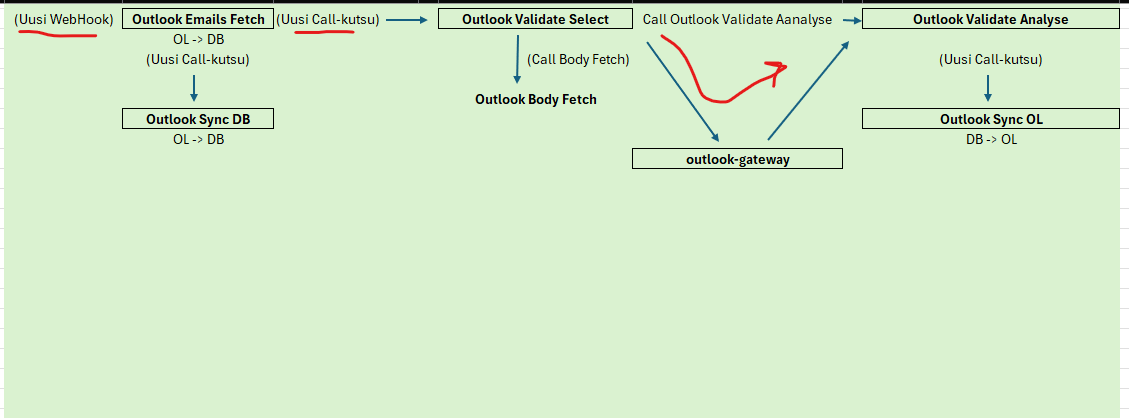 (Uusi WebHook) Outlook Emails Fetch (Uusi Call-kutsu) Outlook Validate Select Call Outlook Validate Aanalyse Outlook Validate Analyse
OL -> DB
(Uusi Call-kutsu) (Call Body Fetch) (Uusi Call-kutsu)
Outlook Body Fetch
Outlook Sync DB Outlook Sync OL
OL -> DB DB -> OL
outlook-gateway